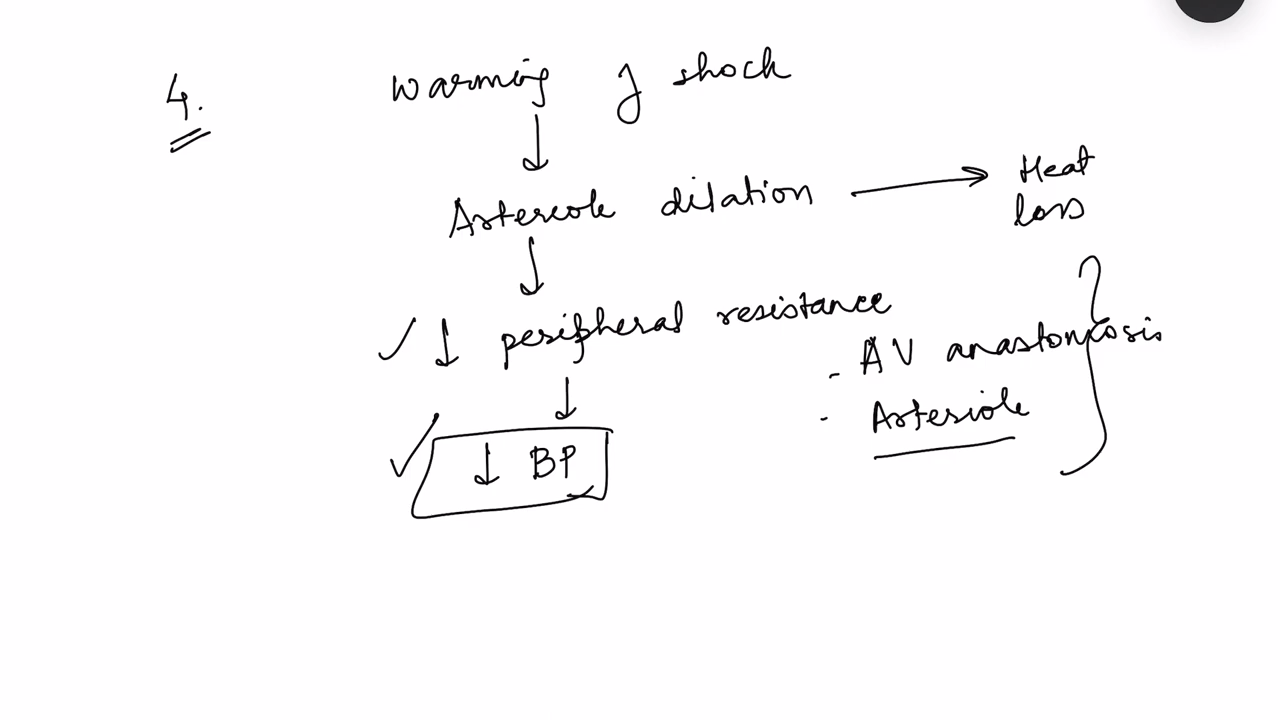 4.
warming of shock
Arteriole dilation
Heat
loss
↓ peripheral resistance
- AV anastomosis
- Arteriole
↓ BP